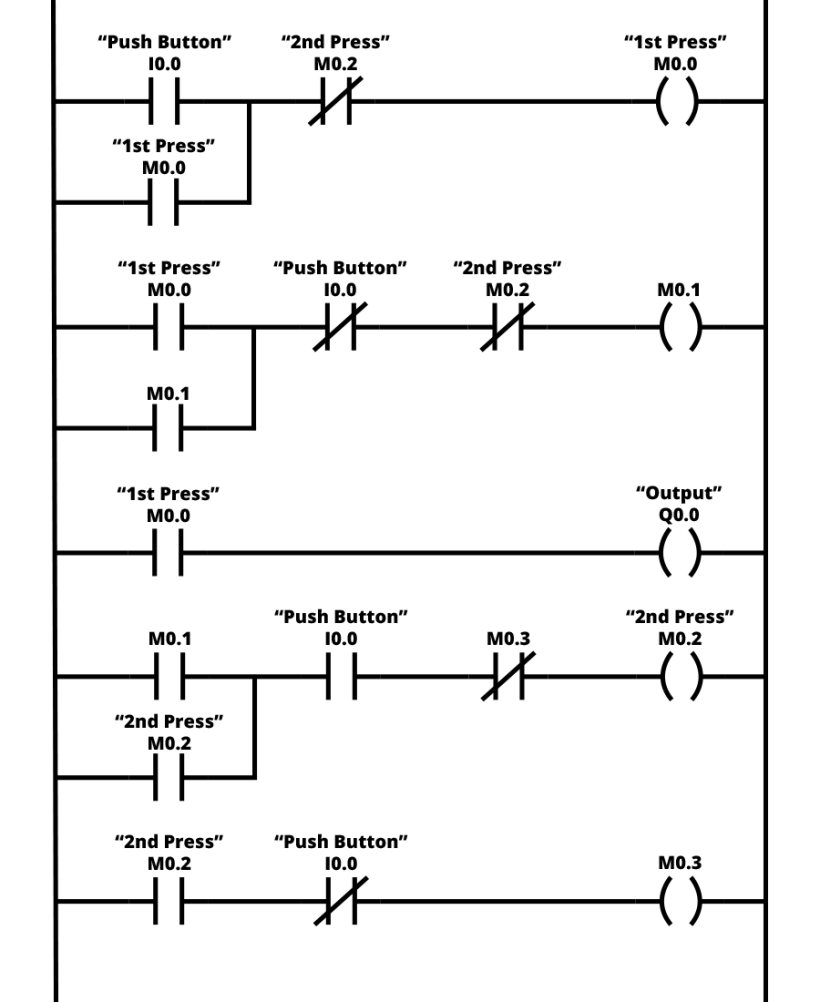 “Push Button” “2nd Press” “1st Press”
I0.0 M0.2 M0.0
“1st Press”
M0.0
“1st Press” “Push Button” “2nd Press”
M0.0 I0.0 M0.2 M0.1
M0.1
“1st Press” “Output”
M0.0 Q0.0
“Push Button” “2nd Press”
M0.1 I0.0 M0.3 M0.2
“2nd Press”
M0.2
“2nd Press” “Push Button”
M0.2 I0.0 M0.3